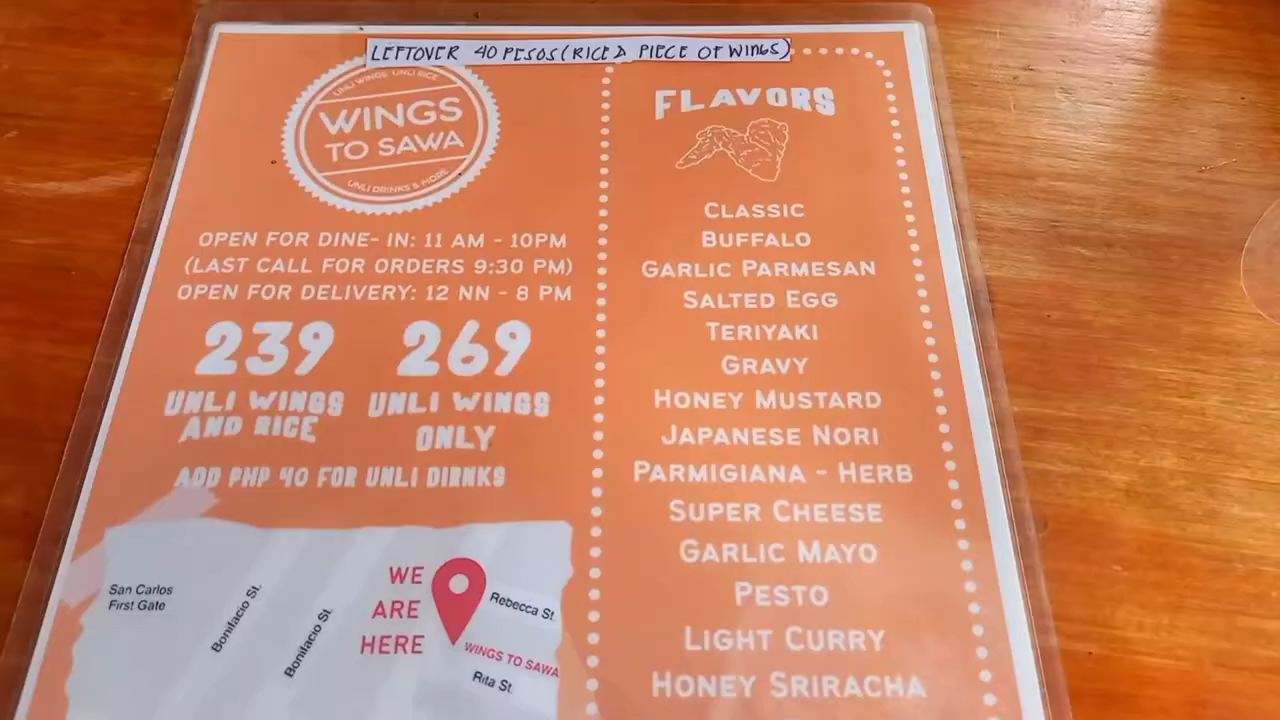 LEFTOVER 40 PESOS (RICE & PIECE OF WINGS)
UNLI WINGS UNLI RICE
WINGS
TO SAWA
UNLI DRINKS & MORE
OPEN FOR DINE- IN: 11 AM - 10PM
(LAST CALL FOR ORDERS 9:30 PM)
OPEN FOR DELIVERY: 12 NN - 8 PM
239
UNLI WINGS
AND RICE
269
UNLI WINGS
ONLY
ADD PHP 40 FOR UNLI DIRNKS
San Carlos
First Gate
Bonifacio St.
Bonifacio St.
WE
ARE
HERE
Rebecca St.
WINGS TO SAWA
Rita St.
FLAVORS
CLASSIC
BUFFALO
GARLIC PARMESAN
SALTED EGG
TERIYAKI
GRAVY
HONEY MUSTARD
JAPANESE NORI
PARMIGIANA - HERB
SUPER CHEESE
GARLIC MAYO
PESTO
LIGHT CURRY
HONEY SRIRACHA